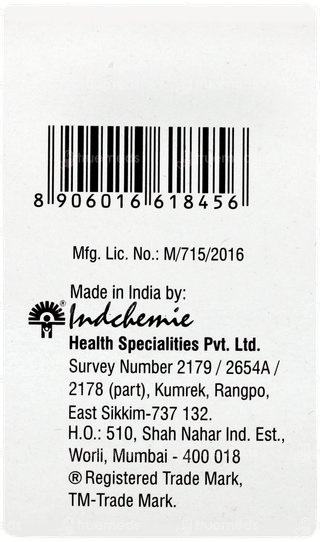 8 906016 618456
Mfg. Lic. No.: M/715/2016
Made in India by:
Indchemie ®
Health Specialities Pvt. Ltd.
Survey Number 2179 / 2654A /
2178 (part), Kumrek, Rangpo,
East Sikkim-737 132.
H.O.: 510, Shah Nahar Ind. Est.,
Worli, Mumbai - 400 018
® Registered Trade Mark,
TM-Trade Mark.
truemeds